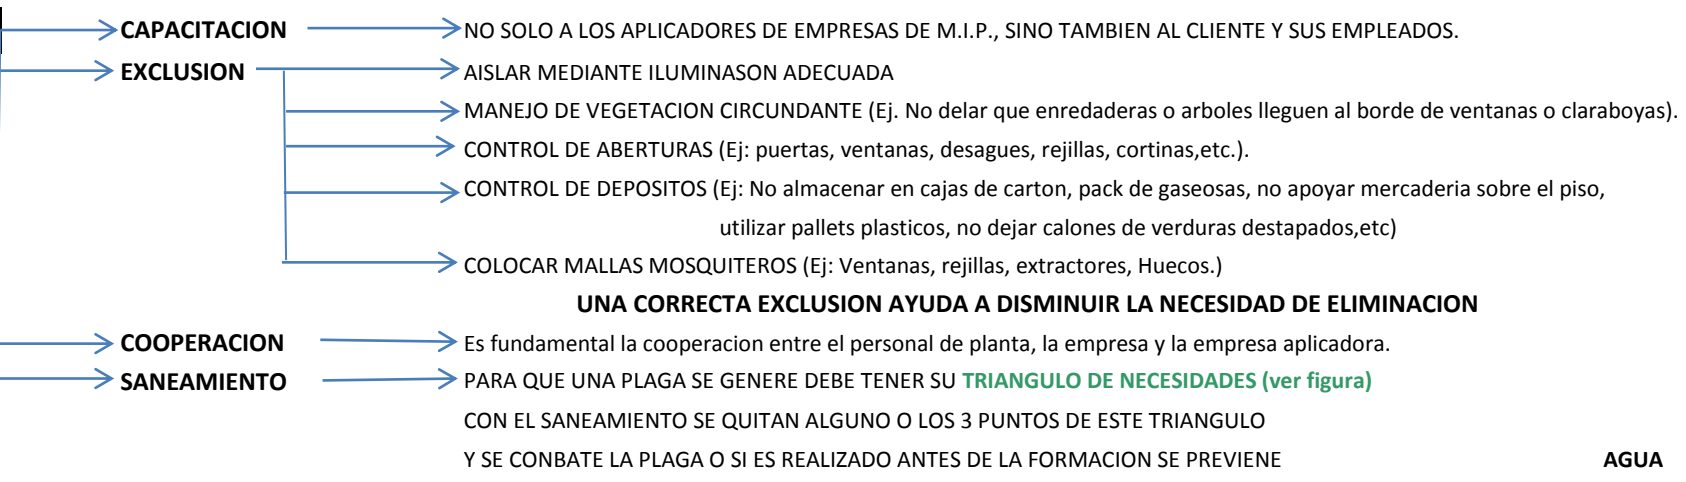 CAPACITACION NO SOLO A LOS APLICADORES DE EMPRESAS DE M.I.P., SINO TAMBIEN AL CLIENTE Y SUS EMPLEADOS.
EXCLUSION AISLAR MEDIANTE ILUMINASON ADECUADA
MANEJO DE VEGETACION CIRCUNDANTE (Ej. No delar que enredaderas o arboles lleguen al borde de ventanas o claraboyas).
CONTROL DE ABERTURAS (Ej: puertas, ventanas, desagues, rejillas, cortinas,etc.).
CONTROL DE DEPOSITOS (Ej: No almacenar en cajas de carton, pack de gaseosas, no apoyar mercaderia sobre el piso,
utilizar pallets plasticos, no dejar calones de verduras destapados,etc)
COLOCAR MALLAS MOSQUITEROS (Ej: Ventanas, rejillas, extractores, Huecos.)
UNA CORRECTA EXCLUSION AYUDA A DISMINUIR LA NECESIDAD DE ELIMINACION
COOPERACION Es fundamental la cooperacion entre el personal de planta, la empresa y la empresa aplicadora.
SANEAMIENTO PARA QUE UNA PLAGA SE GENERE DEBE TENER SU TRIANGULO DE NECESIDADES (ver figura)
CON EL SANEAMIENTO SE QUITAN ALGUNO O LOS 3 PUNTOS DE ESTE TRIANGULO
Y SE CONBATE LA PLAGA O SI ES REALIZADO ANTES DE LA FORMACION SE PREVIENE AGUA